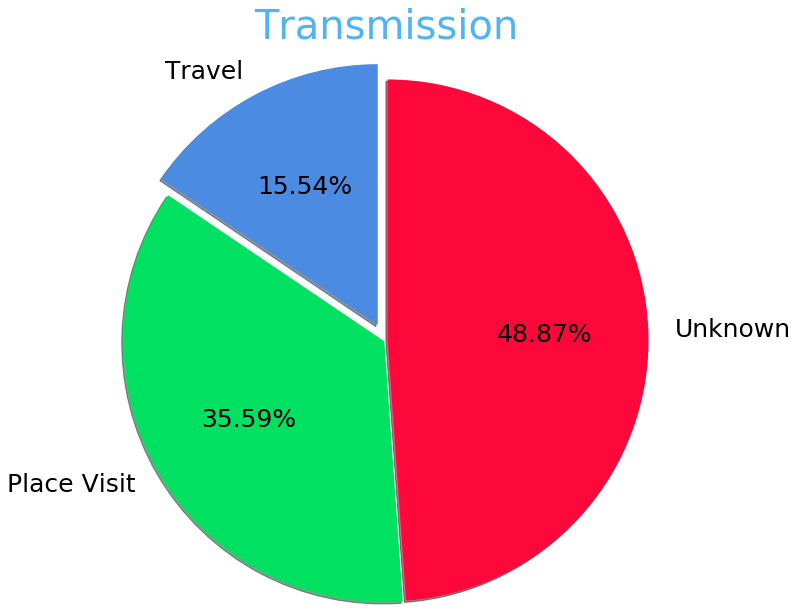 Transmission
Travel
15.54%
48.87%
Unknown
35.59%
Place Visit